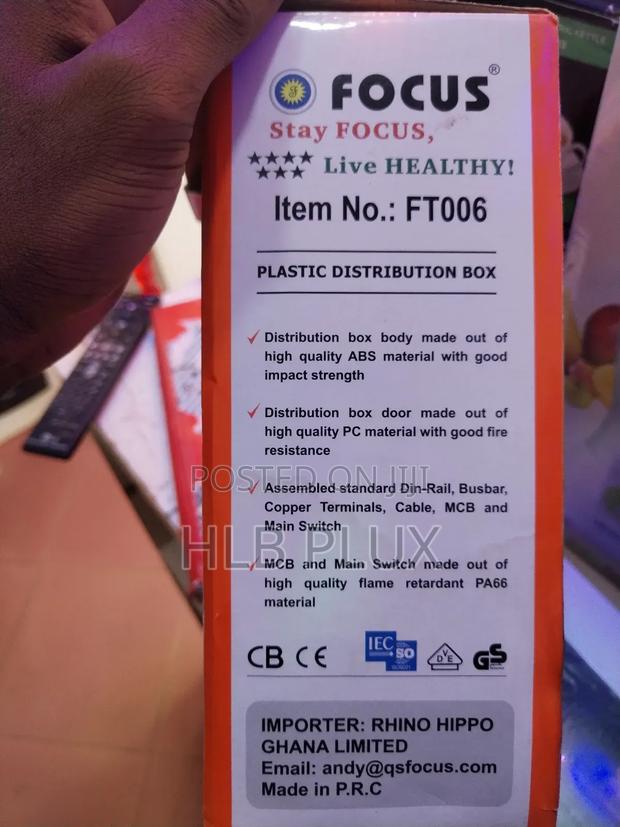 FOCUS®
Stay FOCUS,
Live HEALTHY!
Item No.: FT006
PLASTIC DISTRIBUTION BOX
Distribution box body made out of
high quality ABS material with good
impact strength
Distribution box door made out of
high quality PC material with good fire
resistance
POSTED ON JIJI
Assembled standard Din-Rail, Busbar,
Copper Terminals, Cable, MCB and
Main Switch
HLB PLUX
MCB and Main Switch made out of
high quality flame retardant PA66
material
CB CE IEC ISO DVE GS
IMPORTER: RHINO HIPPO
GHANA LIMITED
Email: andy@qsfocus.com
Made in P.R.C